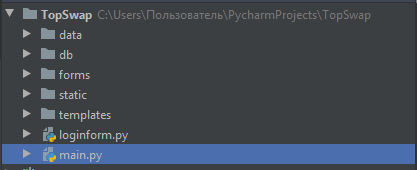 TopSwap C:\Users\Пользователь\PycharmProjects\TopSwap
data
db
forms
static
templates
loginform.py
main.py